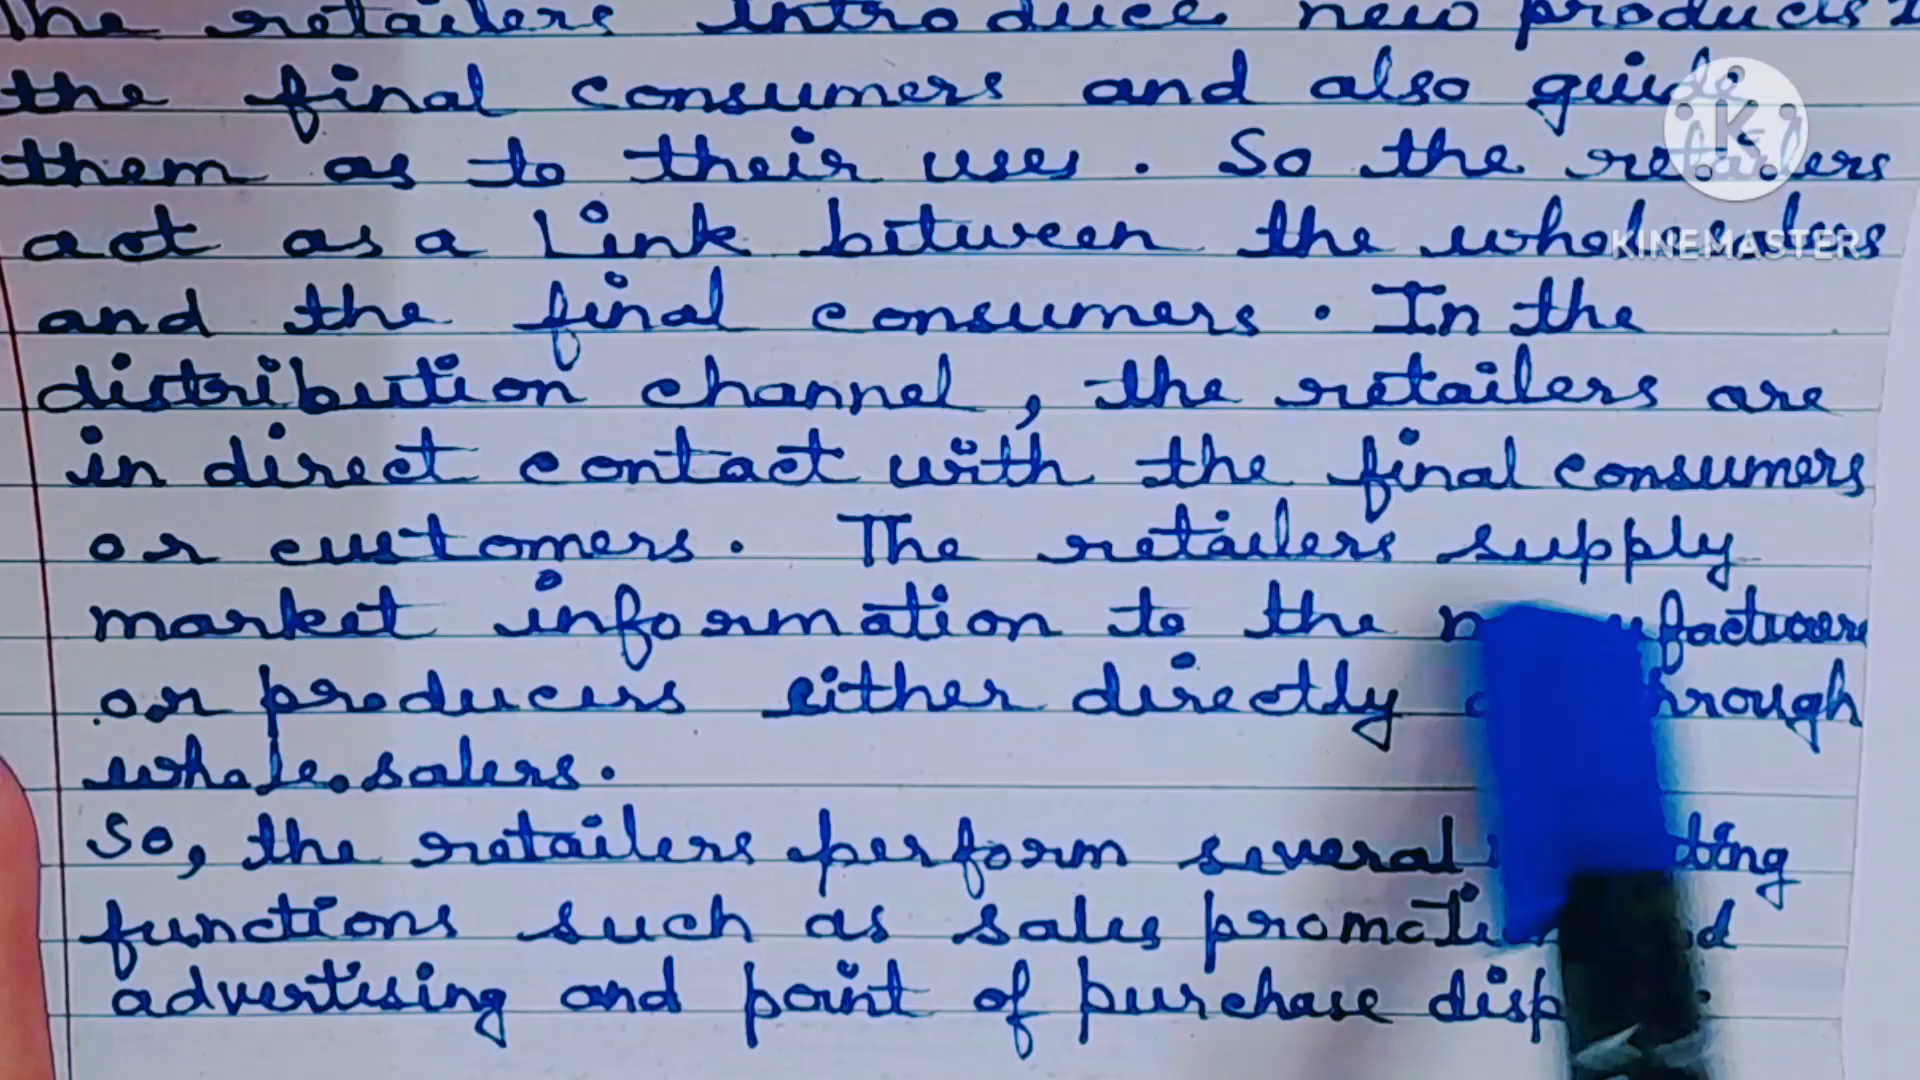 The retailers introduce new products
the final consumers and also guide
them as to their uses. So the retailers
act as a Link between the wholesalers
KINEMASTER
and the final consumers. In the
distribution channel, the retailers are
in direct contact with the final consumers
or customers. The retailers supply
market information to the
or producers either directly through
wholesalers.
So, the retailers perform several
functions such as sales
advertising and point of purchase